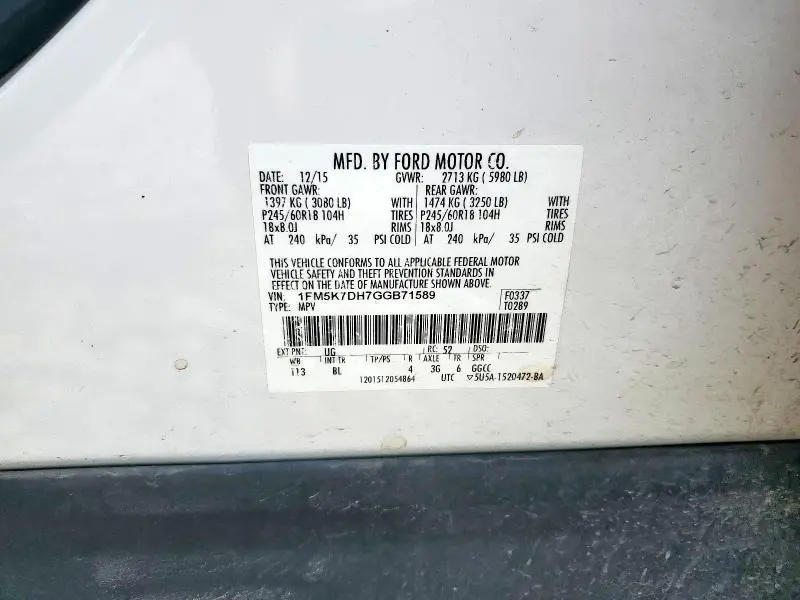 MFD. BY FORD MOTOR CO.
DATE: 12/15 GVWR: 2713 KG ( 5980 LB)
FRONT GAWR: REAR GAWR:
1397 KG ( 3080 LB) WITH 1474 KG ( 3250 LB) WITH
P245/60R18 104H TIRES P245/60R18 104H TIRES
18x8.0J RIMS 18x8.0J RIMS
AT 240 kPa/ 35 PSI COLD AT 240 kPa/ 35 PSI COLD
THIS VEHICLE CONFORMS TO ALL APPLICABLE FEDERAL MOTOR
VEHICLE SAFETY AND THEFT PREVENTION STANDARDS IN
EFFECT ON THE DATE OF MANUFACTURE SHOWN ABOVE.
VIN: 1FM5K7DH7GGB71589 F0337
TYPE: MPV T0289
EXT PNT: UG RC: 52 DSO:
WB INT TR TP/PS R AXLE TR SPR
113 BL 4 3G 6 GGCC
1201512054864 UTC ▽5U5A-1520472-BA